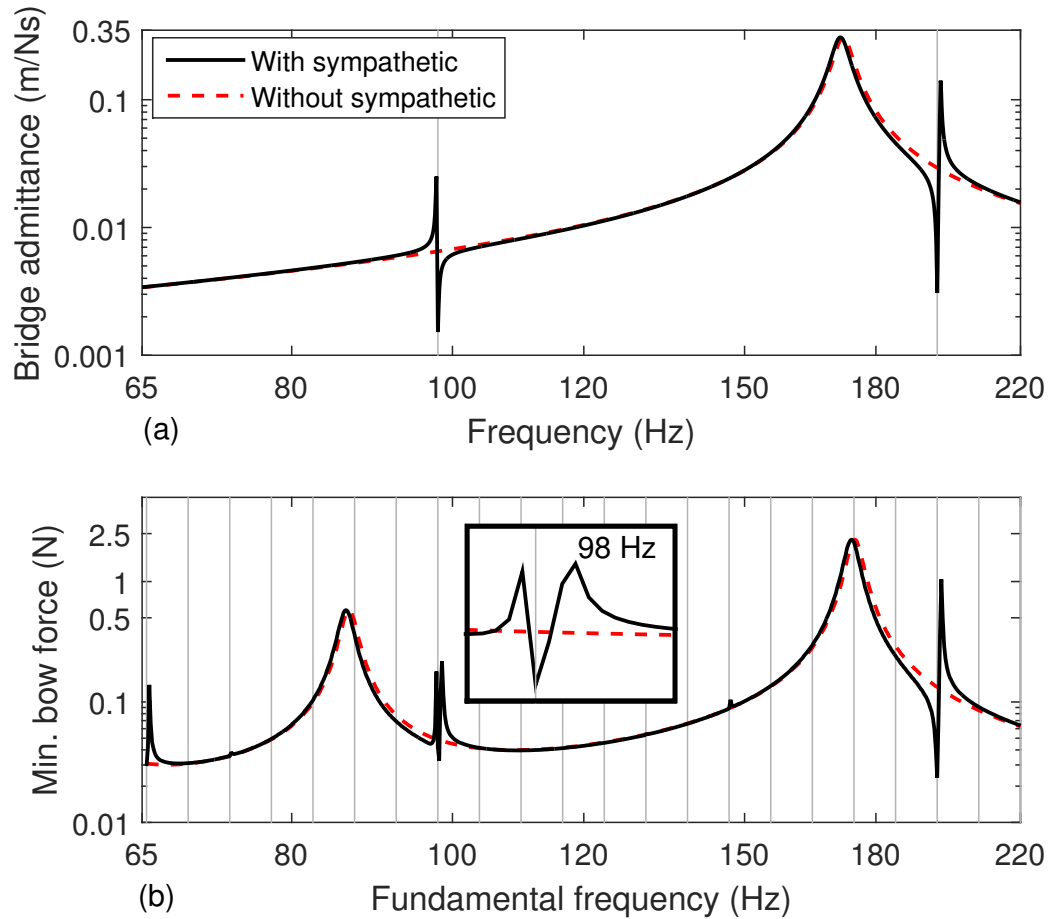 Bridge admittance (m/Ns)
0.35
0.1
0.01
0.001
With sympathetic
Without sympathetic
65 80 100 120 150 180 220
(a) Frequency (Hz)
Min. bow force (N)
2.5
1
0.5
0.1
0.01
98 Hz
65 80 100 120 150 180 220
(b) Fundamental frequency (Hz)